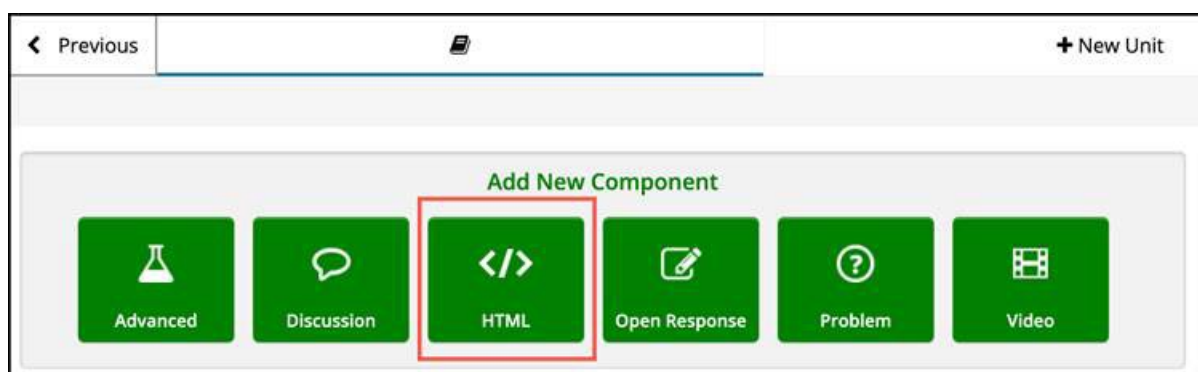 Previous
+ New Unit
Add New Component
</>
Advanced
Discussion
HTML
Open Response
Problem
Video